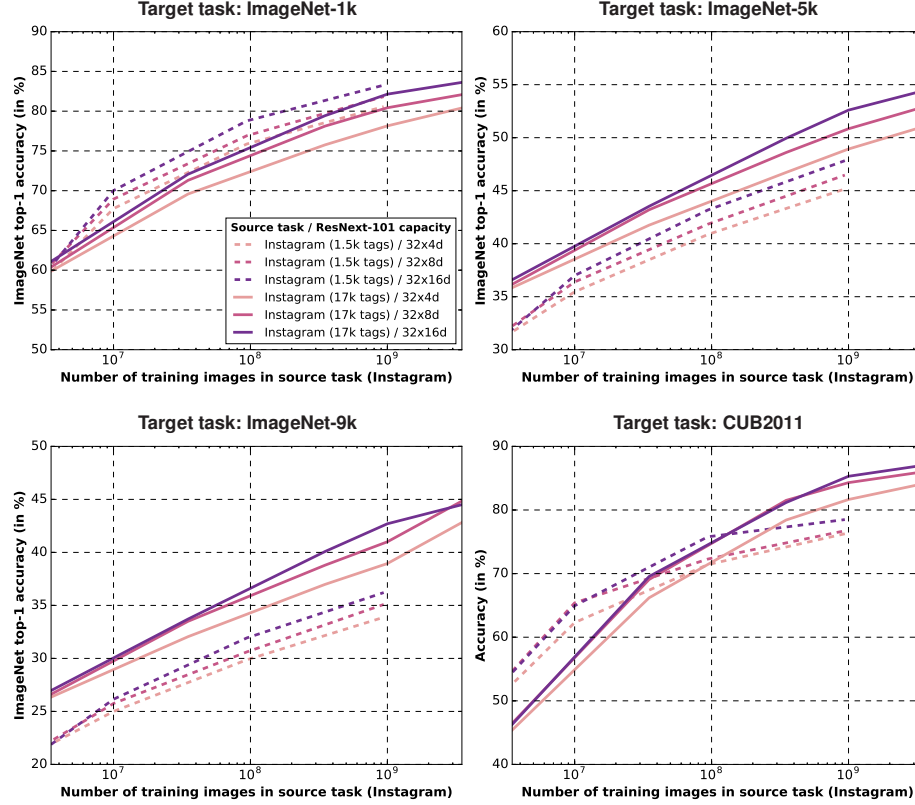 Target task: ImageNet-1k
90
85
80
75
70
65
60
55
50
ImageNet top-1 accuracy (in %)
Source task / ResNext-101 capacity
Instagram (1.5k tags) / 32x4d
Instagram (1.5k tags) / 32x8d
Instagram (1.5k tags) / 32x16d
Instagram (17k tags) / 32x4d
Instagram (17k tags) / 32x8d
Instagram (17k tags) / 32x16d
10⁷ 10⁸ 10⁹
Number of training images in source task (Instagram)
Target task: ImageNet-5k
60
55
50
45
40
35
30
ImageNet top-1 accuracy (in %)
10⁷ 10⁸ 10⁹
Number of training images in source task (Instagram)
Target task: ImageNet-9k
50
45
40
35
30
25
20
ImageNet top-1 accuracy (in %)
10⁷ 10⁸ 10⁹
Number of training images in source task (Instagram)
Target task: CUB2011
90
80
70
60
50
40
Accuracy (in %)
10⁷ 10⁸ 10⁹
Number of training images in source task (Instagram)